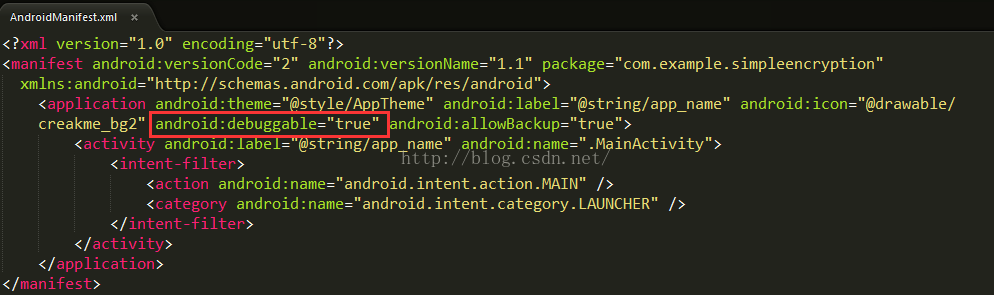 AndroidManifest.xml ×
<?xml version="1.0" encoding="utf-8"?>
<manifest android:versionCode="2" android:versionName="1.1" package="com.example.simpleencryption"
xmlns:android="http://schemas.android.com/apk/res/android">
<application android:theme="@style/AppTheme" android:label="@string/app_name" android:icon="@drawable/
creakme_bg2" android:debuggable="true" android:allowBackup="true">
<activity android:label="@string/app_name" android:name=".MainActivity">
http://blog.csdn.net/
<intent-filter>
<action android:name="android.intent.action.MAIN" />
<category android:name="android.intent.category.LAUNCHER" />
</intent-filter>
</activity>
</application>
</manifest>